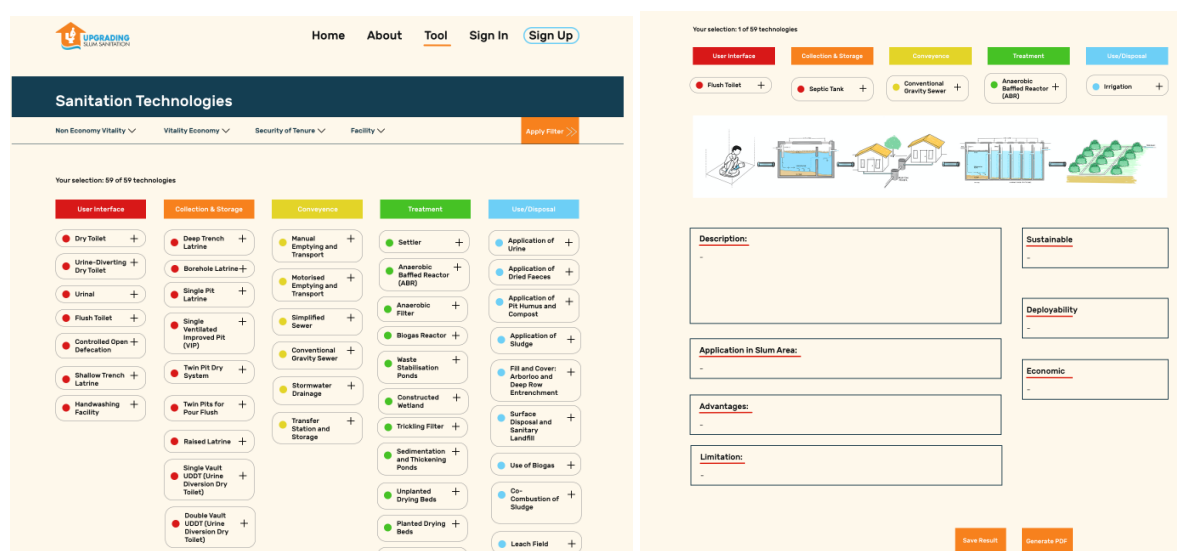 UPGRADING
SLUM SANITATION
Home About Tool Sign In Sign Up
Sanitation Technologies
Non Economy Vitality Vitality Economy Security of Tenure Facility Apply Filter
Your selection: 59 of 59 technologies
User Interface
Dry Toilet
Urine-Diverting
Dry Toilet
Urinal
Flush Toilet
Controlled Open
Defecation
Shallow Trench
Latrine
Handwashing
Facility
Collection & Storage
Deep Trench
Latrine
Borehole Latrine
Single Pit
Latrine
Single
Ventilated
Improved Pit
(VIP)
Twin Pit Dry
System
Twin Pits for
Pour Flush
Raised Latrine
Single Vault
UDDT (Urine
Diversion Dry
Toilet)
Double Vault
UDDT (Urine
Diversion Dry
Toilet)
Conveyence
Manual
Emptying and
Transport
Motorised
Emptying and
Transport
Simplified
Sewer
Conventional
Gravity Sewer
Stormwater
Drainage
Transfer
Station and
Storage
Treatment
Settler
Anaerobic
Baffled Reactor
(ABR)
Anaerobic
Filter
Biogas Reactor
Waste
Stabilisation
Ponds
Constructed
Wetland
Trickling Filter
Sedimentation
and Thickening
Ponds
Unplanted
Drying Beds
Planted Drying
Beds
Use/Disposal
Application of
Urine
Application of
Dried Faeces
Application of
Pit Humus and
Compost
Application of
Sludge
Fill and Cover:
Arborloo and
Deep Row
Entrenchment
Surface
Disposal and
Sanitary
Landfill
Use of Biogas
Co-
Combustion of
Sludge
Leach Field
Your selection: 1 of 59 technologies
User Interface
Flush Toilet
Collection & Storage
Septic Tank
Conveyence
Conventional
Gravity Sewer
Treatment
Anaerobic
Baffled Reactor
(ABR)
Use/Disposal
Irrigation
Description:
-
Application in Slum Area:
-
Advantages:
-
Limitation:
-
Sustainable
-
Deployability
-
Economic
-
Save Result
Generate PDF